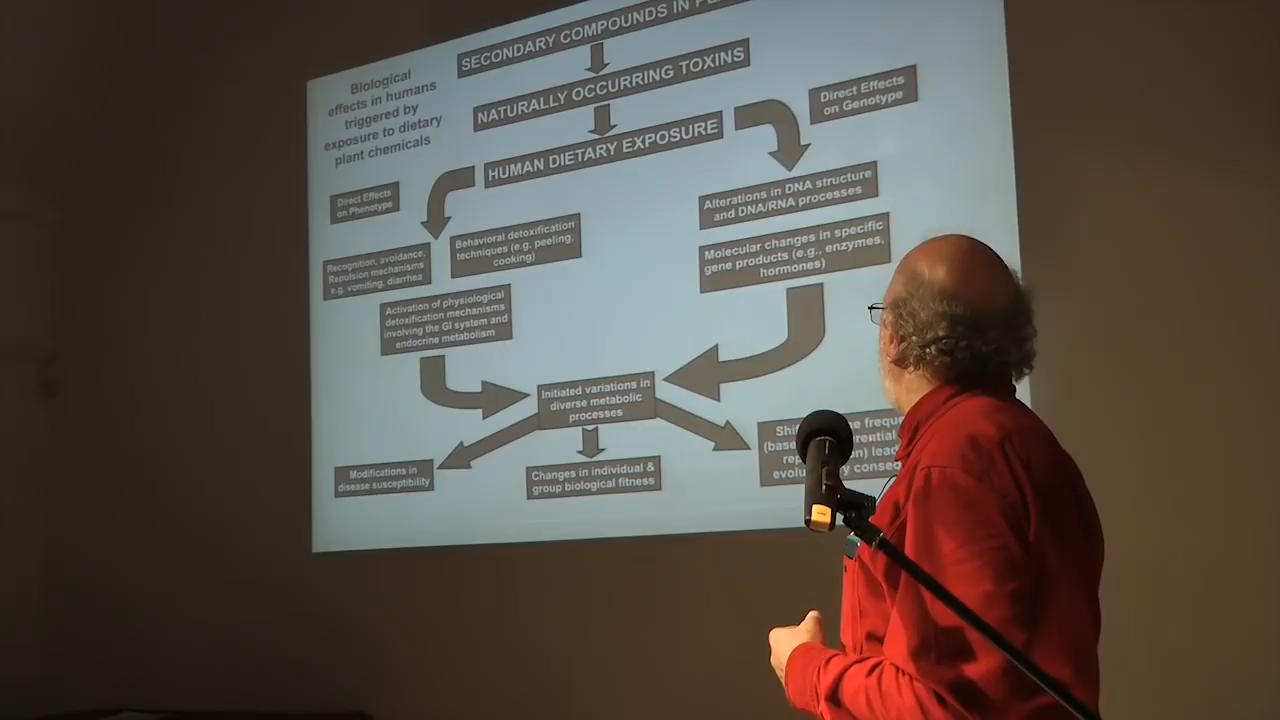 SECONDARY COMPOUNDS IN
NATURALLY OCCURRING TOXINS
HUMAN DIETARY EXPOSURE
Biological
effects in humans
triggered by
exposure to dietary
plant chemicals
Direct Effects
on Genotype
Direct Effects
on Phenotype
Alterations in DNA structure
and DNA/RNA processes
Behavioral detoxification
techniques (e.g. peeling,
cooking)
Molecular changes in specific
gene products (e.g., enzymes,
hormones)
Recognition, avoidance,
Repulsion mechanisms
e.g. vomiting, diarrhea
Activation of physiological
detoxification mechanisms
involving the GI system and
endocrine metabolism
Initiated variations in
diverse metabolic
processes
Modifications in
disease susceptibility
Changes in individual &
group biological fitness